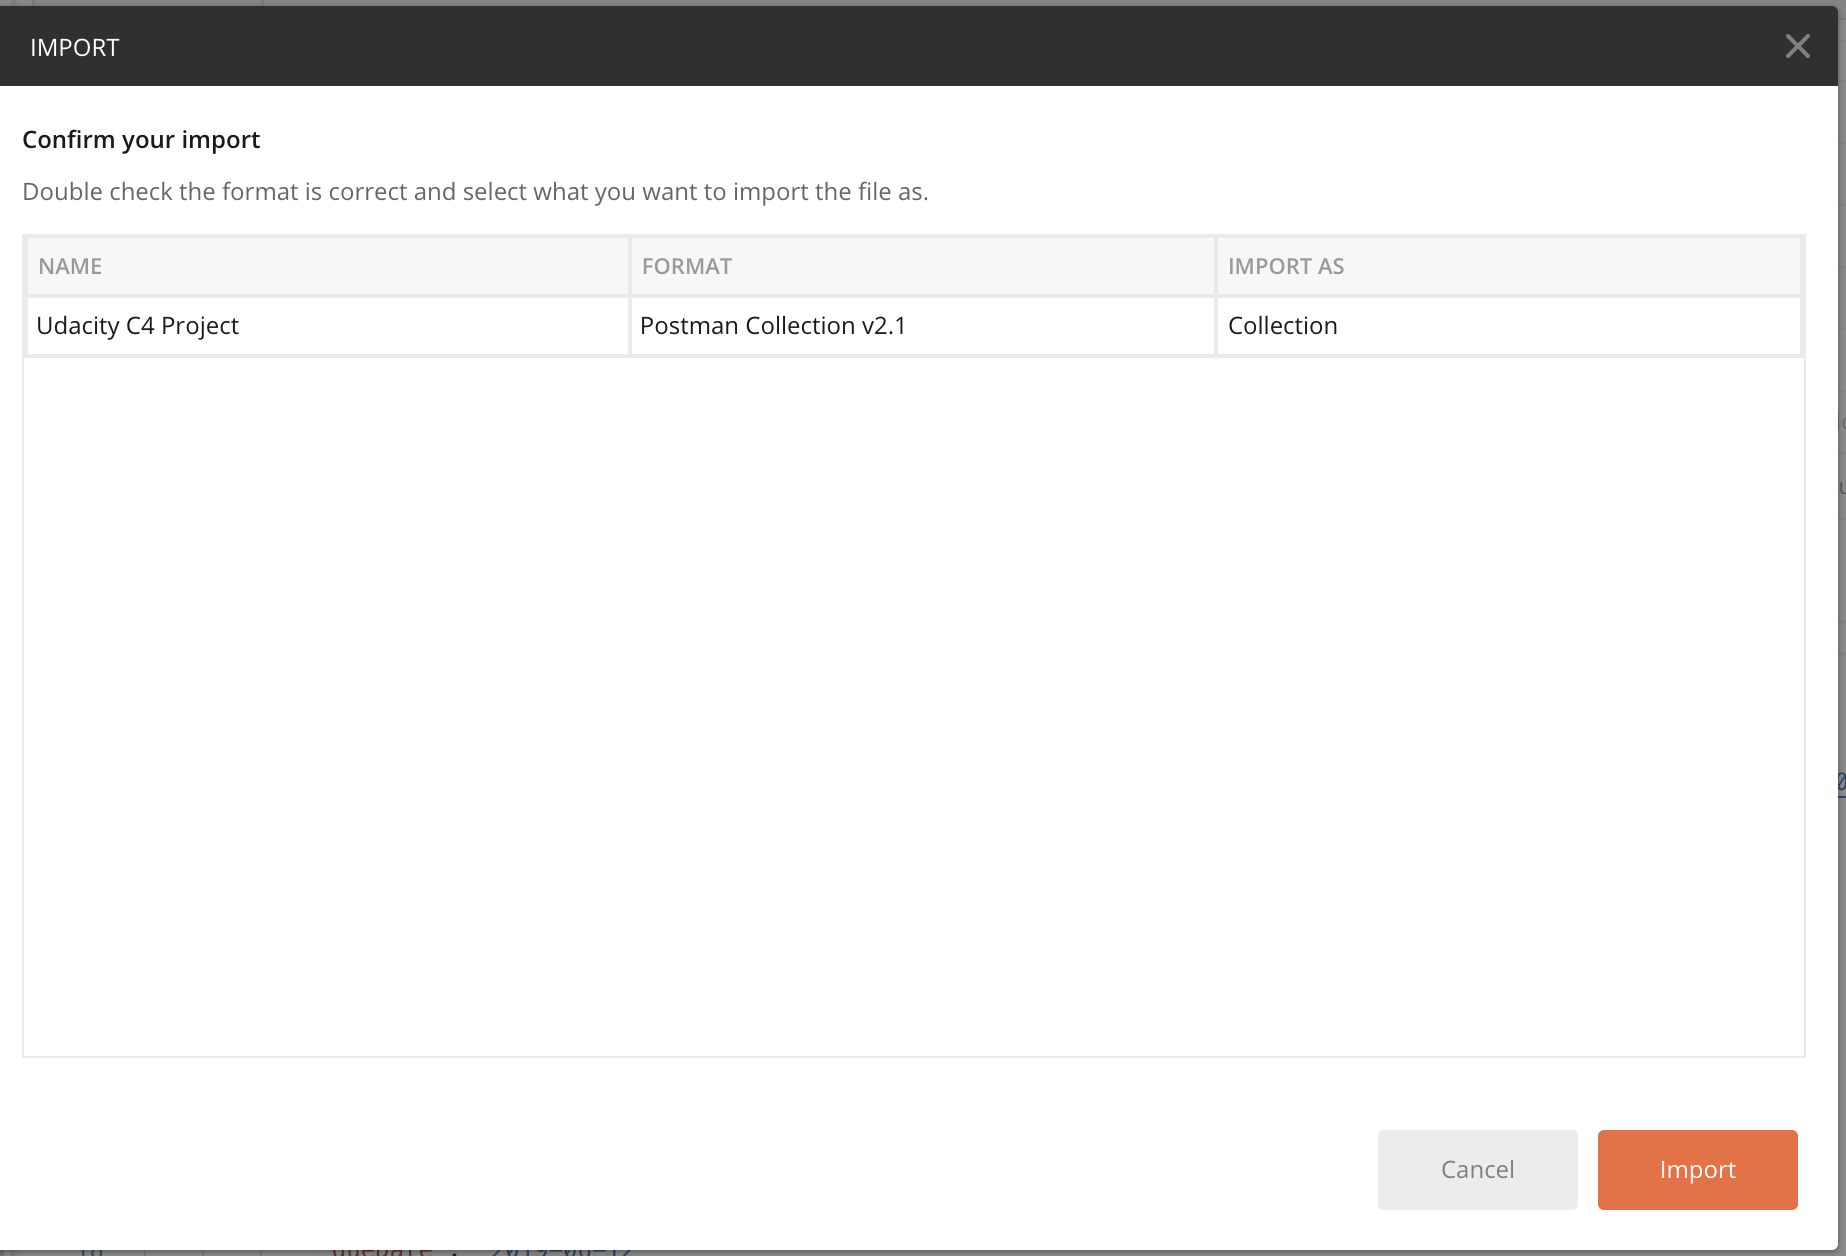 IMPORT
Confirm your import
Double check the format is correct and select what you want to import the file as.
NAME FORMAT IMPORT AS
Udacity C4 Project Postman Collection v2.1 Collection
Cancel Import